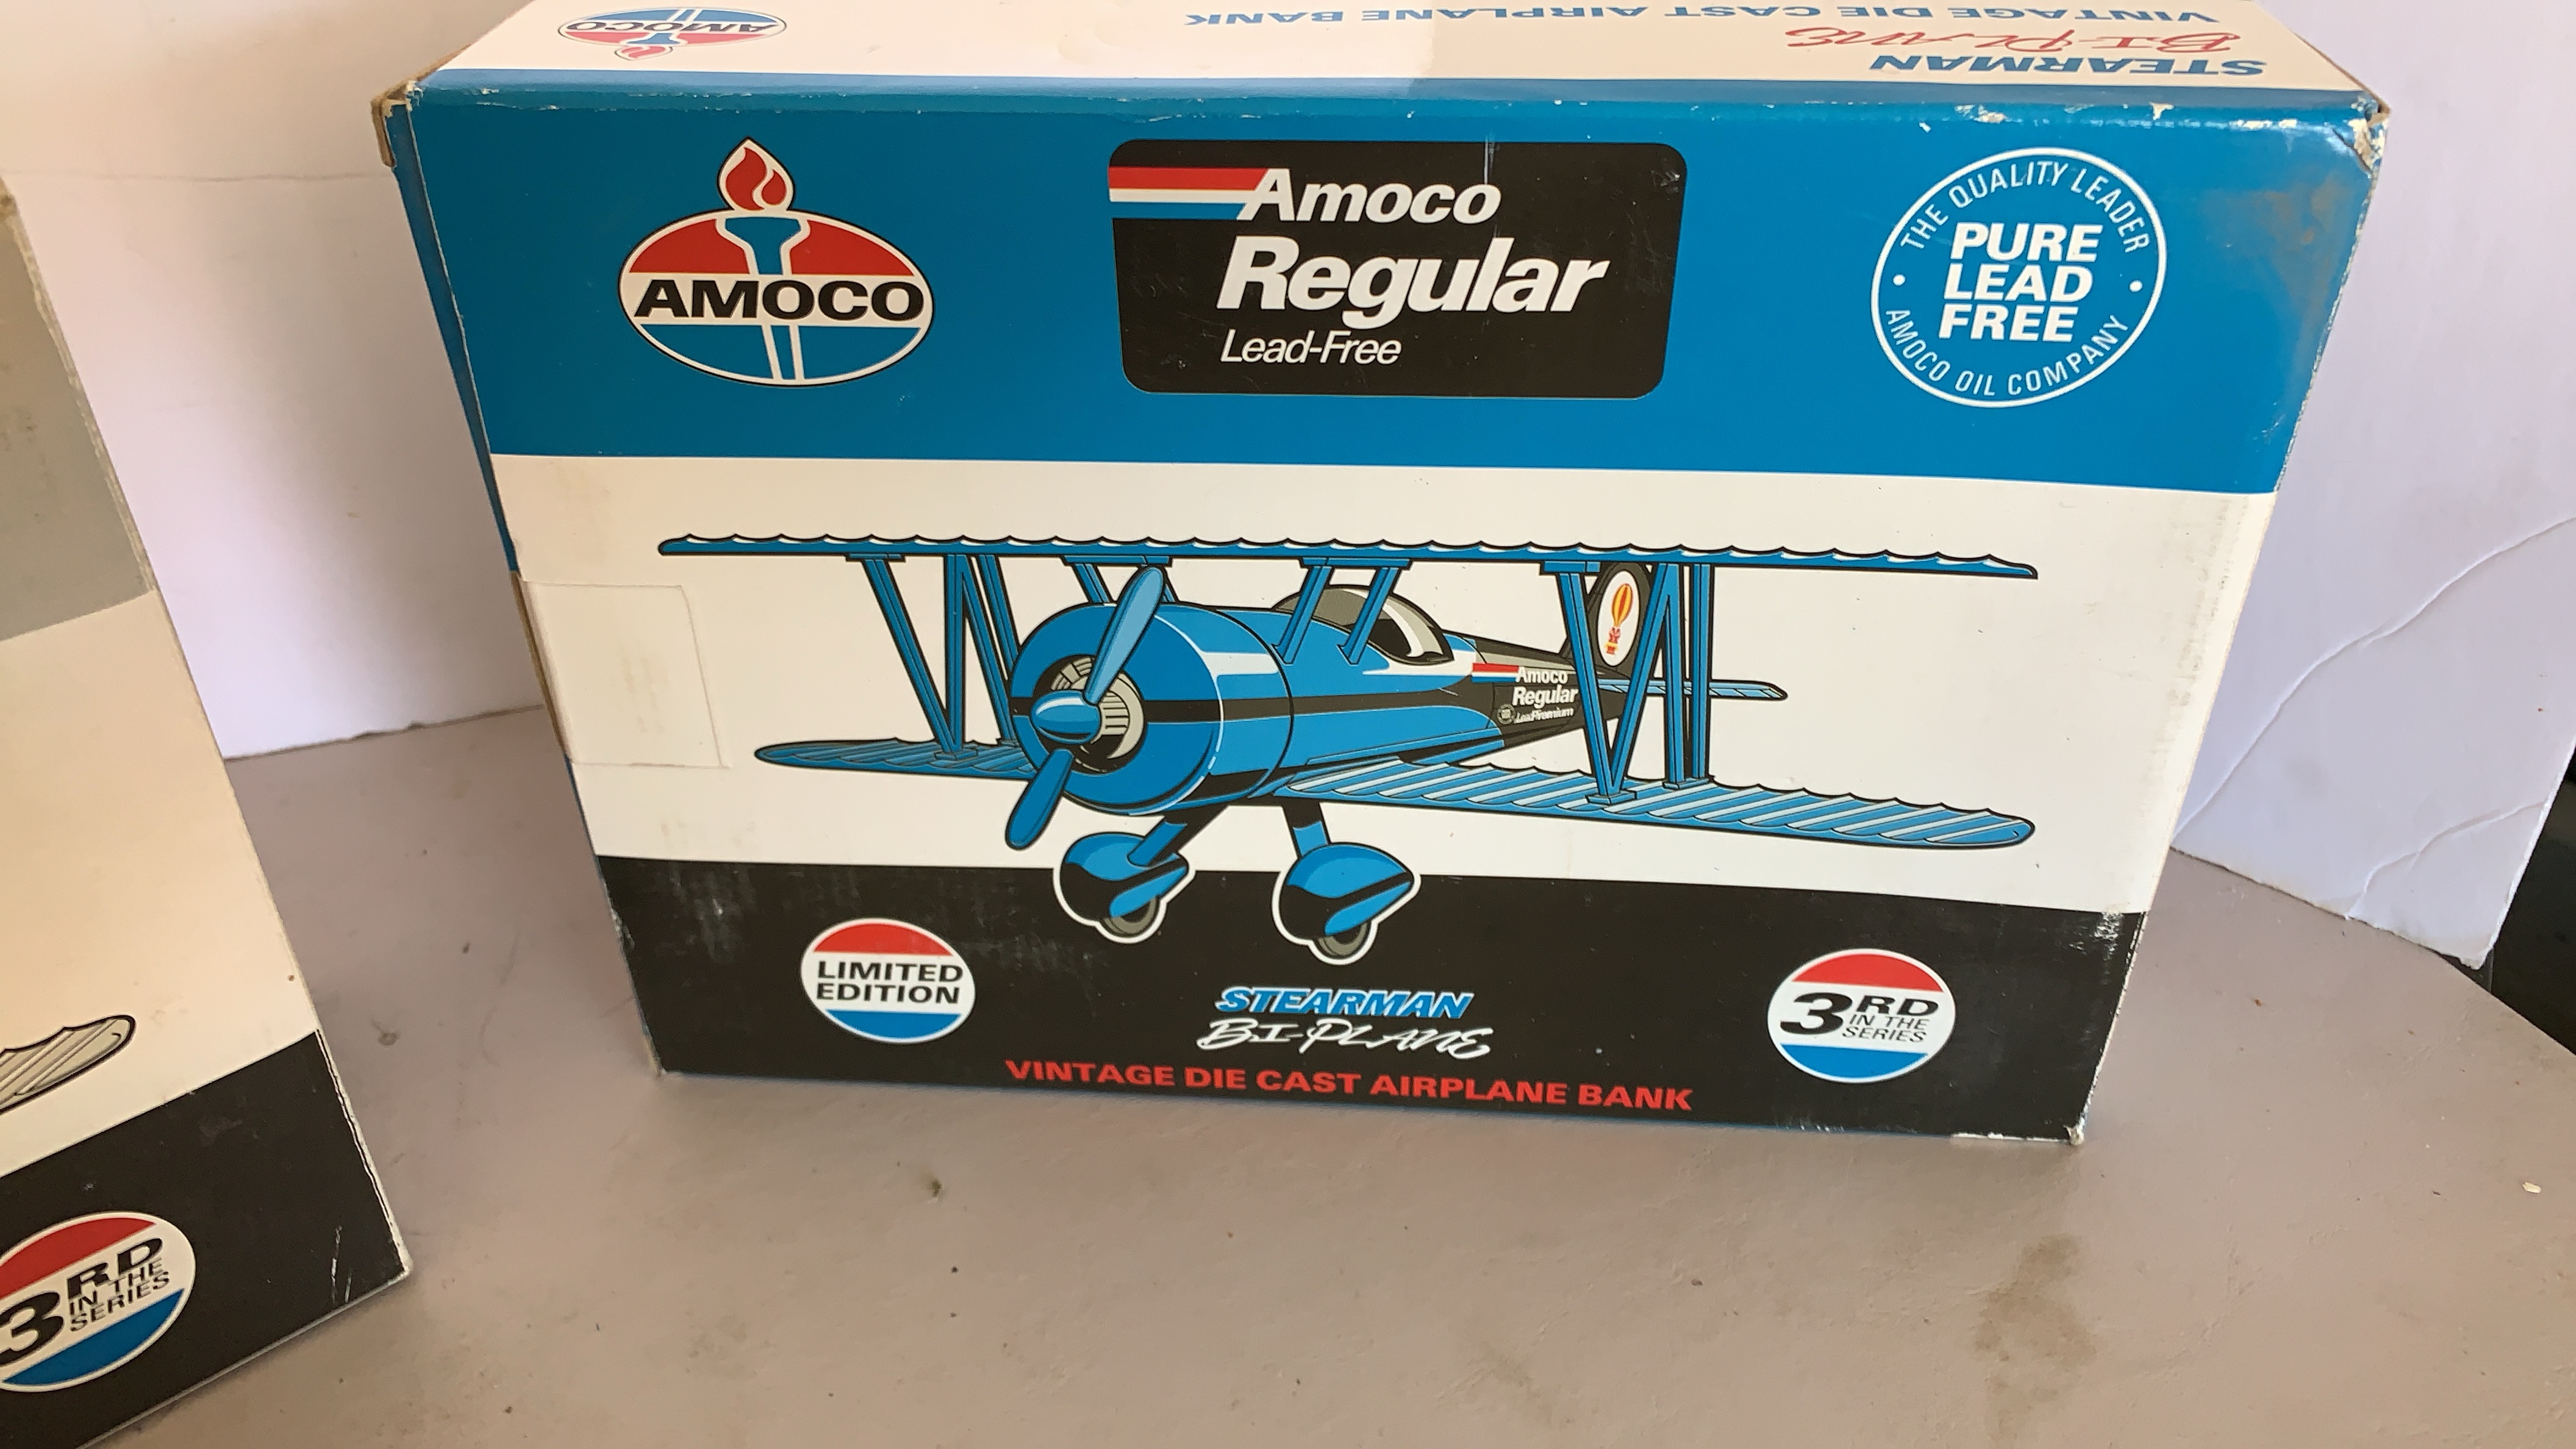 VINTAGE DIE CAST AIRPLANE BANK
BI-PLANE
STEARMAN
AMOCO
AMOCO
Amoco
Regular
Lead-Free
THE QUALITY LEADER
PURE
LEAD
FREE
AMOCO OIL COMPANY
Amoco
Regular
LIMITED
EDITION
STEARMAN
BI-PLANE
VINTAGE DIE CAST AIRPLANE BANK
3RD
IN THE
SERIES
3RD
IN THE
SERIES